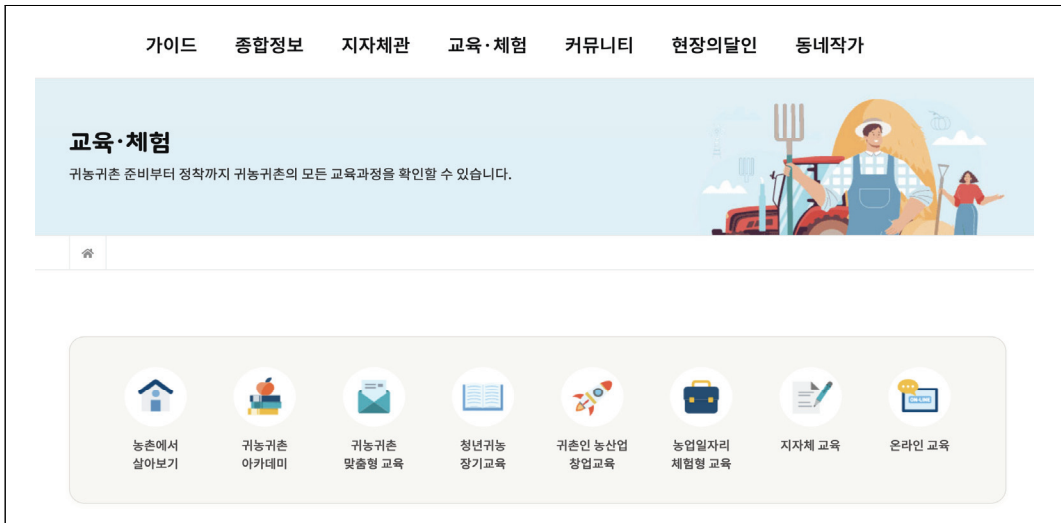 가이드 종합정보 지자체관 교육·체험 커뮤니티 현장의달인 동네작가
교육·체험
귀농귀촌 준비부터 정착까지 귀농귀촌의 모든 교육과정을 확인할 수 있습니다.
농촌에서
살아보기
귀농귀촌
아카데미
귀농귀촌
맞춤형 교육
청년귀농
장기교육
귀촌인 농산업
창업교육
농업일자리
체험형 교육
지자체 교육
ON-LINE
온라인 교육